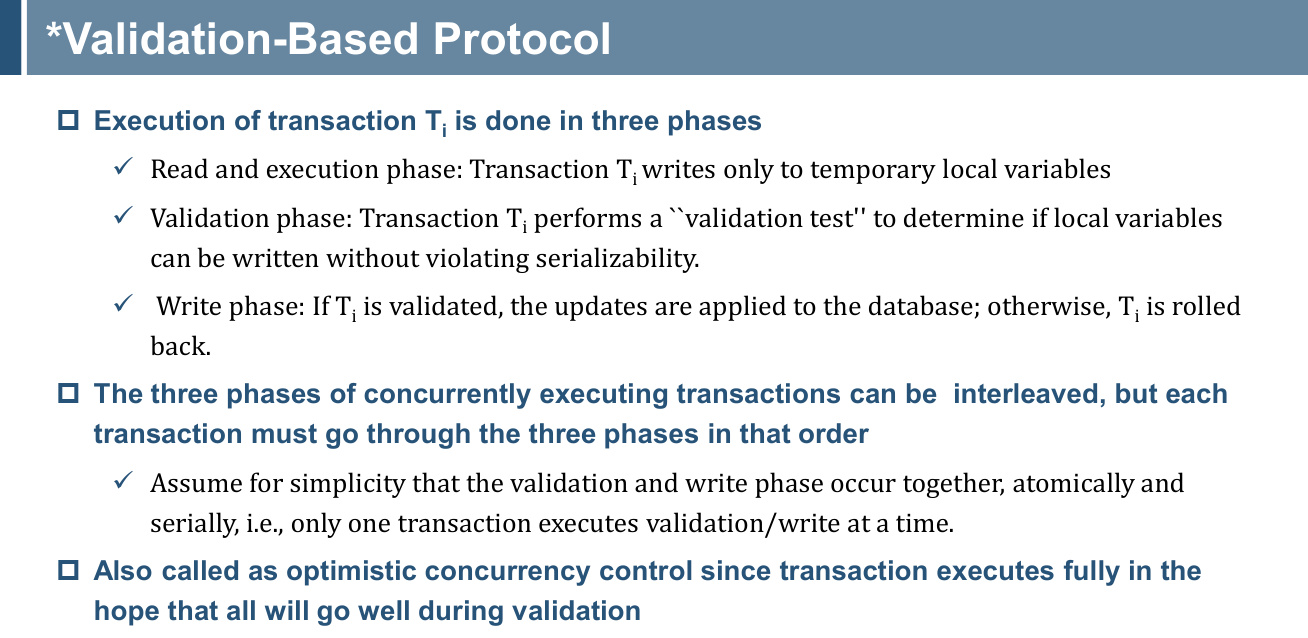 *Validation-Based Protocol
Execution of transaction Ti is done in three phases
Read and execution phase: Transaction Ti writes only to temporary local variables
Validation phase: Transaction Ti performs a ``validation test'' to determine if local variables
can be written without violating serializability.
Write phase: If Ti is validated, the updates are applied to the database; otherwise, Ti is rolled
back.
The three phases of concurrently executing transactions can be  interleaved, but each
transaction must go through the three phases in that order
Assume for simplicity that the validation and write phase occur together, atomically and
serially, i.e., only one transaction executes validation/write at a time.
Also called as optimistic concurrency control since transaction executes fully in the
hope that all will go well during validation